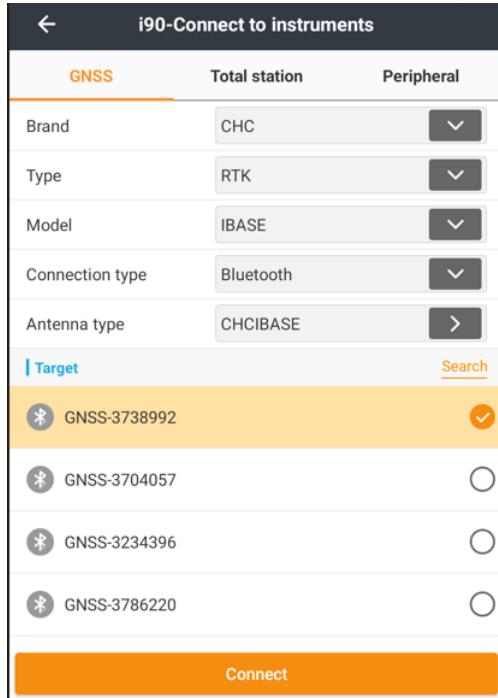 i90-Connect to instruments
GNSS Total station Peripheral
Brand CHC
Type RTK
Model IBASE
Connection type Bluetooth
Antenna type CHCIBASE
Target Search
GNSS-3738992
GNSS-3704057
GNSS-3234396
GNSS-3786220
Connect